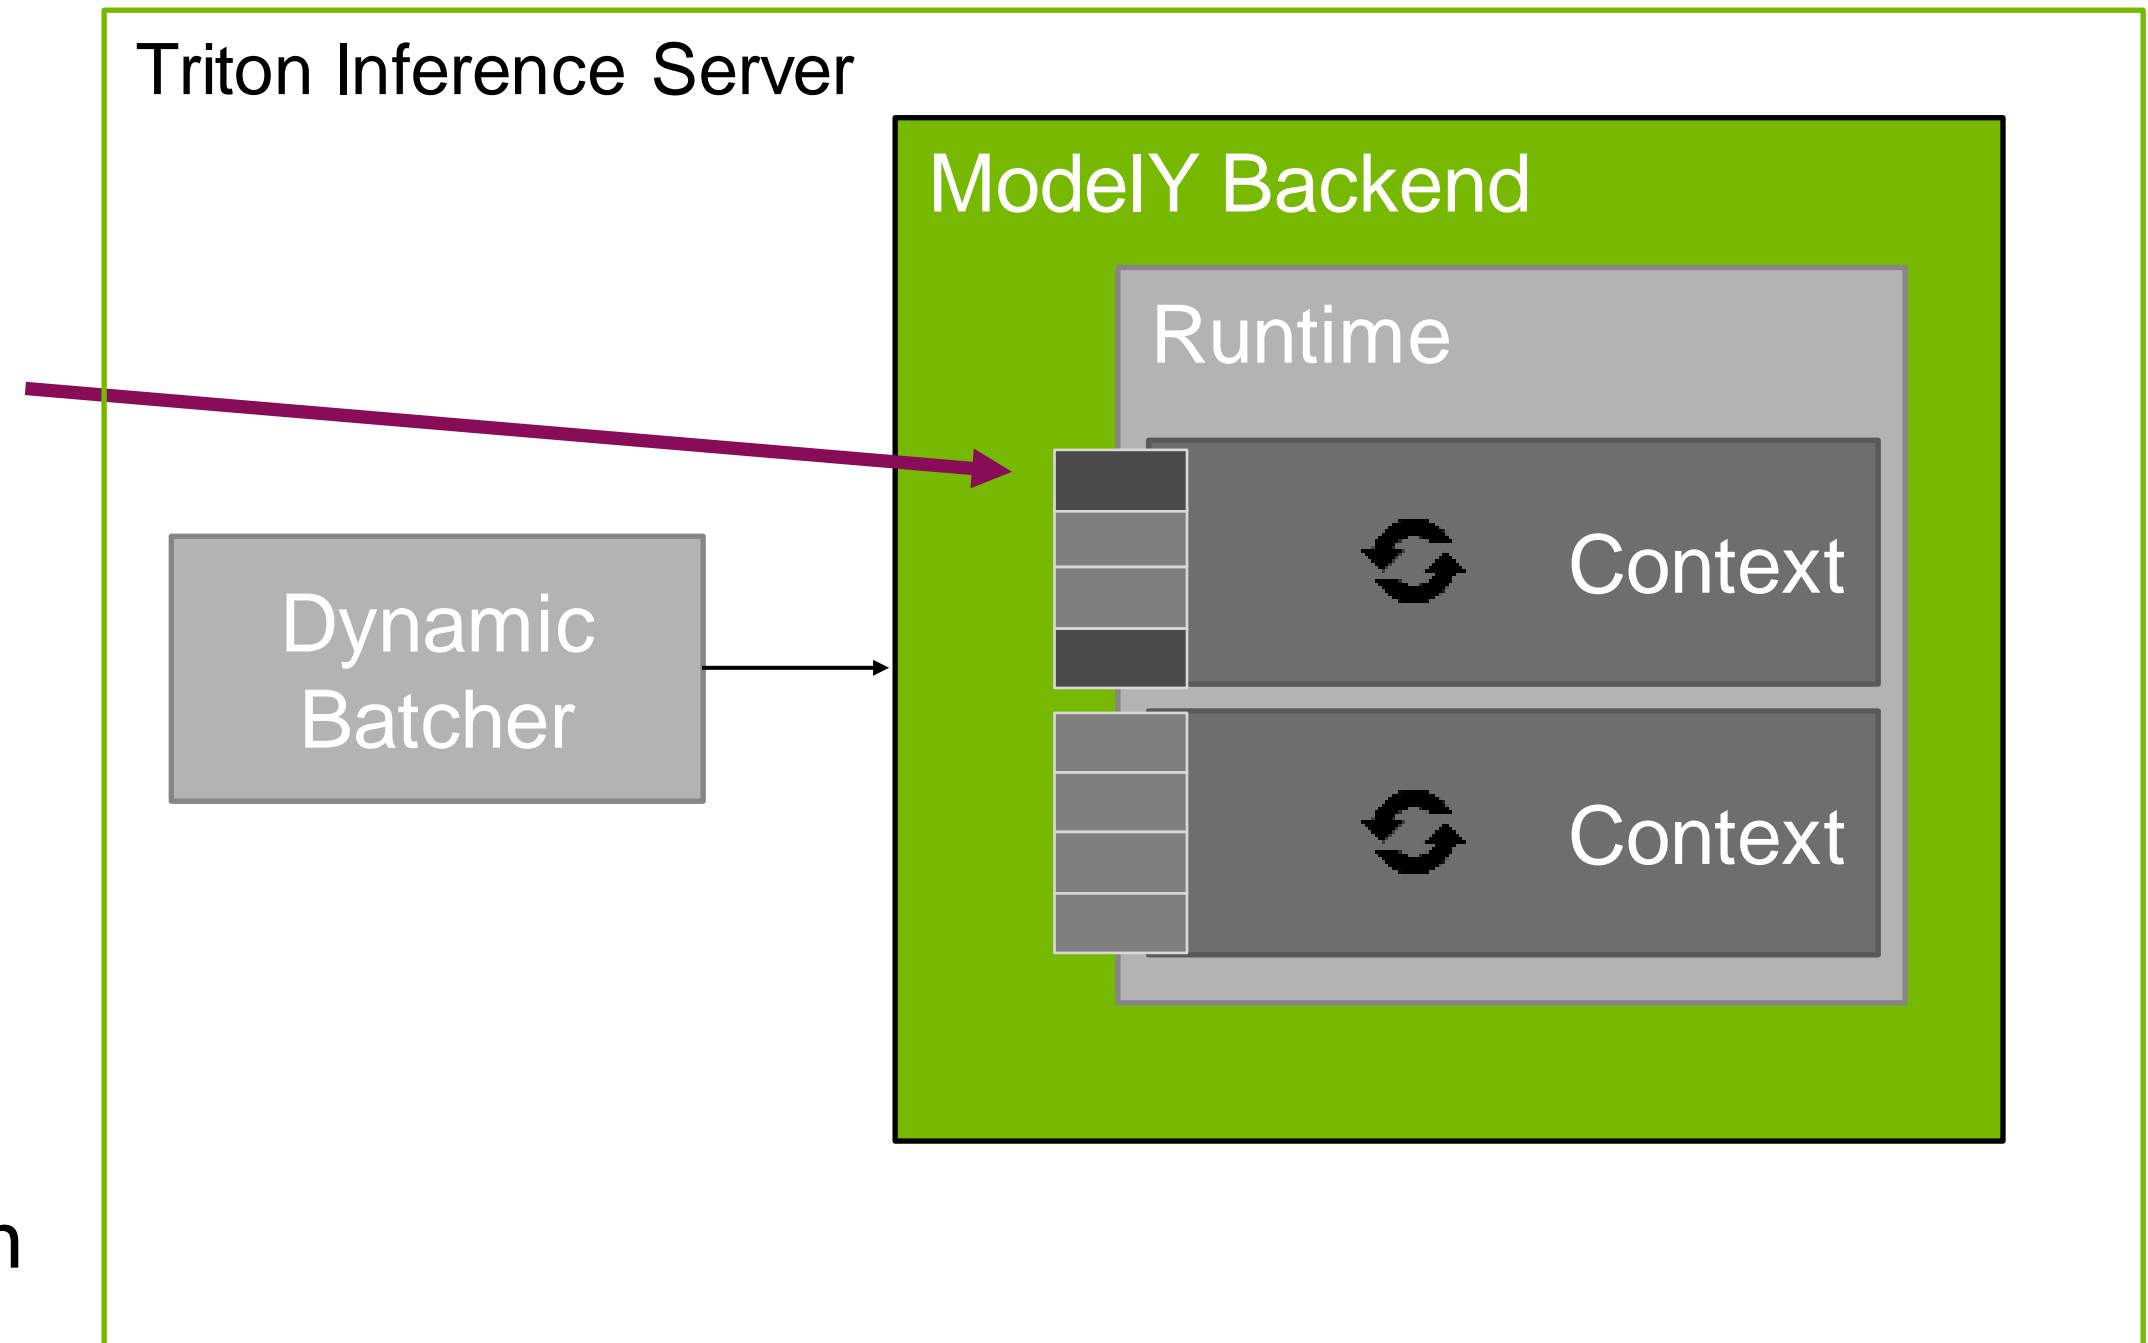 Triton Inference Server
ModelY Backend
Runtime
Context
Dynamic
Batcher
Context